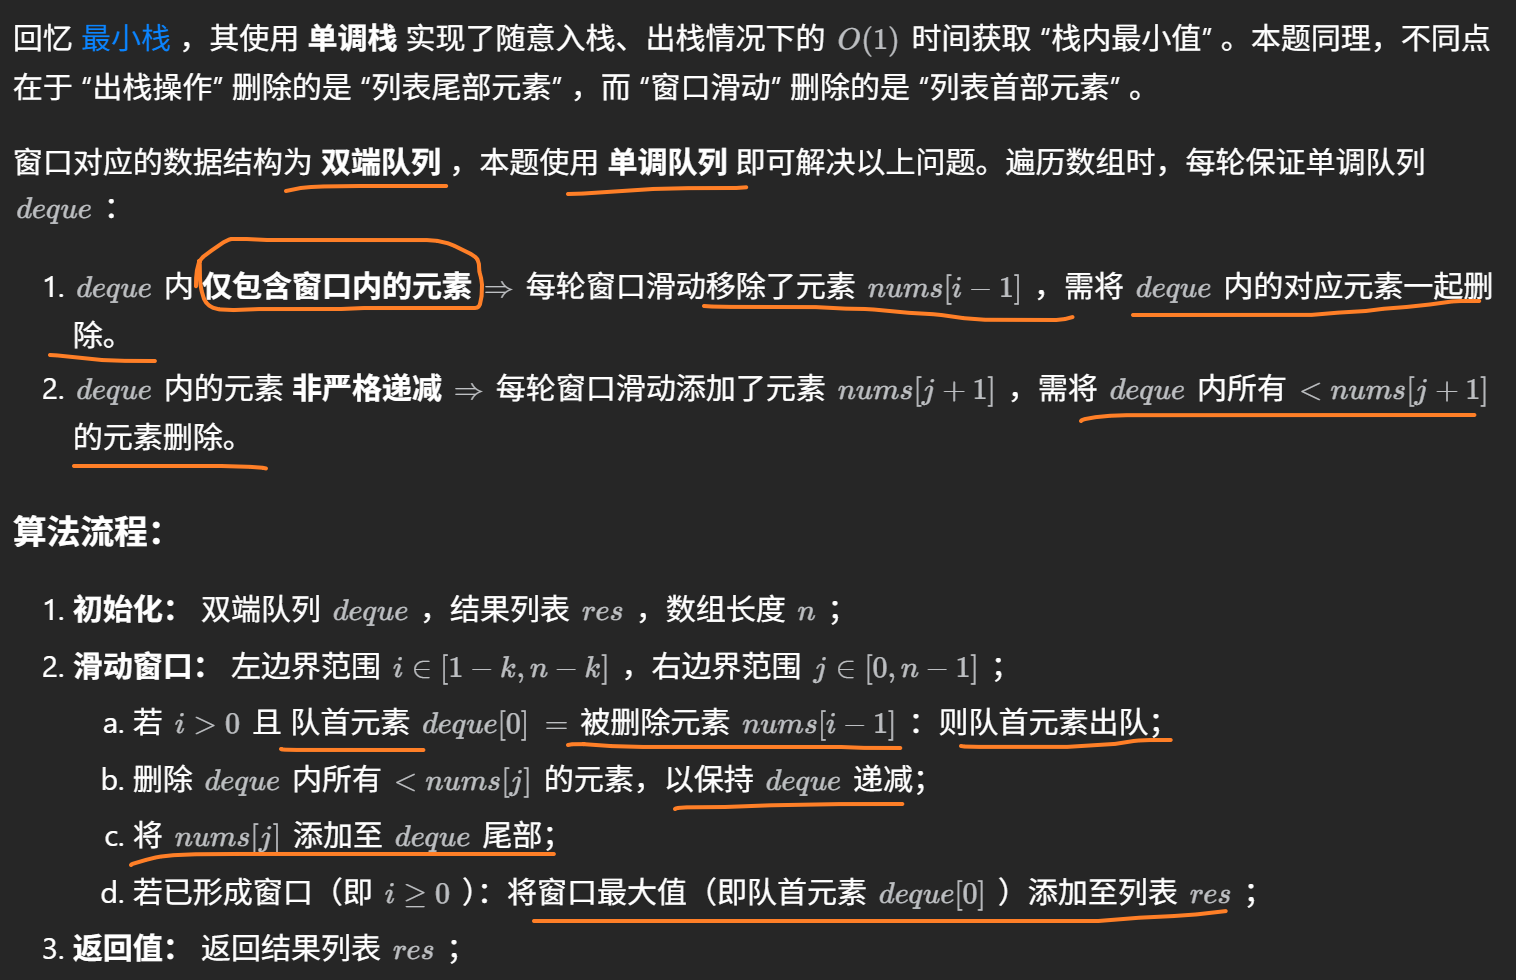 回忆 最小栈 ，其使用 单调栈 实现了随意入栈、出栈情况下的 O(1) 时间获取 “栈内最小值” 。本题同理，不同点
在于 “出栈操作” 删除的是 “列表尾部元素” ，而 “窗口滑动” 删除的是 “列表首部元素” 。
窗口对应的数据结构为 双端队列 ，本题使用 单调队列 即可解决以上问题。遍历数组时，每轮保证单调队列
deque ：
1. deque 内 仅包含窗口内的元素 ⇒ 每轮窗口滑动移除了元素 nums[i − 1] ，需将 deque 内的对应元素一起删
除。
2. deque 内的元素 非严格递减 ⇒ 每轮窗口滑动添加了元素 nums[j + 1] ，需将 deque 内所有 < nums[j + 1]
的元素删除。
算法流程：
1. 初始化： 双端队列 deque ，结果列表 res ，数组长度 n ；
2. 滑动窗口： 左边界范围 i ∈ [1 − k, n − k] ，右边界范围 j ∈ [0, n − 1] ；
a. 若 i > 0 且 队首元素 deque[0] = 被删除元素 nums[i − 1] ：则队首元素出队；
b. 删除 deque 内所有 < nums[j] 的元素，以保持 deque 递减；
c. 将 nums[j] 添加至 deque 尾部；
d. 若已形成窗口（即 i ≥ 0 ）：将窗口最大值（即队首元素 deque[0] ）添加至列表 res ；
3. 返回值： 返回结果列表 res ；